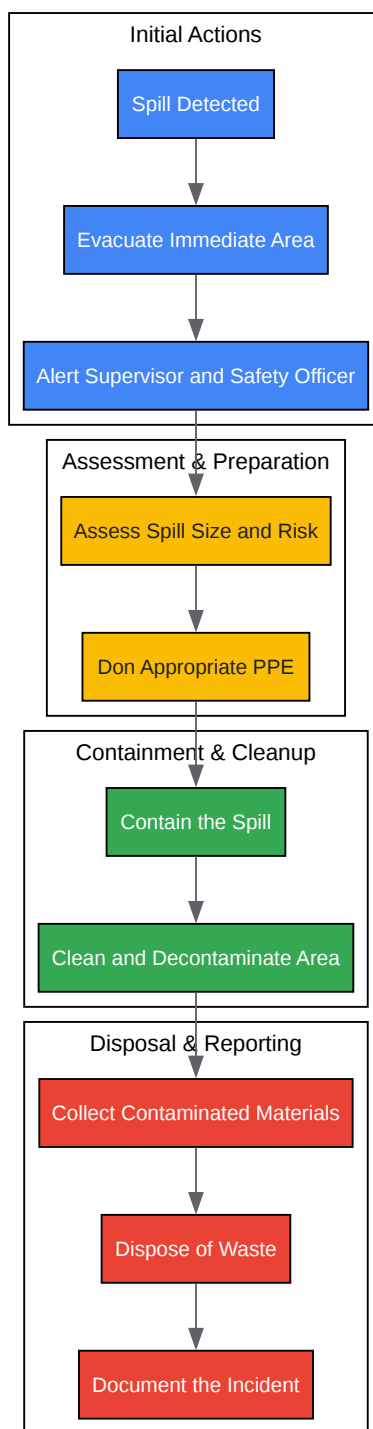 Initial Actions
Spill Detected
Evacuate Immediate Area
Alert Supervisor and Safety Officer
Assessment & Preparation
Assess Spill Size and Risk
Don Appropriate PPE
Containment & Cleanup
Contain the Spill
Clean and Decontaminate Area
Disposal & Reporting
Collect Contaminated Materials
Dispose of Waste
Document the Incident